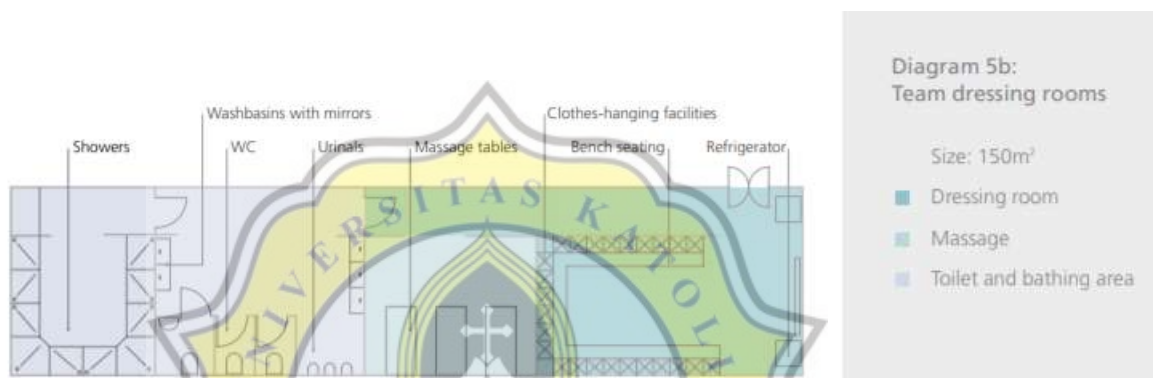 Washbasins with mirrors
Clothes-hanging facilities
Showers
WC
Urinals
Massage tables
Bench seating
Refrigerator
UNIVERSITAS KATOLI
Diagram 5b:
Team dressing rooms
Size: 150m²
Dressing room
Massage
Toilet and bathing area